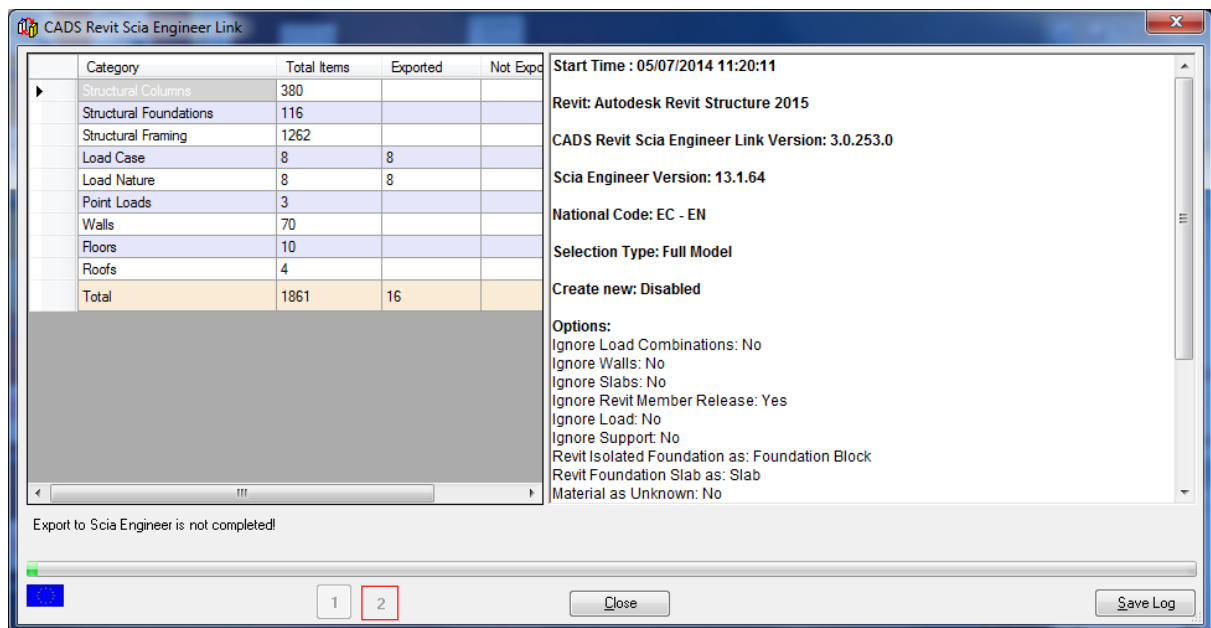 CADS Revit Scia Engineer Link
Category Total Items Exported Not Expo
Structural Columns 380
Structural Foundations 116
Structural Framing 1262
Load Case 8 8
Load Nature 8 8
Point Loads 3
Walls 70
Floors 10
Roofs 4
Total 1861 16
Start Time : 05/07/2014 11:20:11
Revit: Autodesk Revit Structure 2015
CADS Revit Scia Engineer Link Version: 3.0.253.0
Scia Engineer Version: 13.1.64
National Code: EC - EN
Selection Type: Full Model
Create new: Disabled
Options:
Ignore Load Combinations: No
Ignore Walls: No
Ignore Slabs: No
Ignore Revit Member Release: Yes
Ignore Load: No
Ignore Support: No
Revit Isolated Foundation as: Foundation Block
Revit Foundation Slab as: Slab
Material as Unknown: No
Export to Scia Engineer is not completed!
1 2 Close Save Log